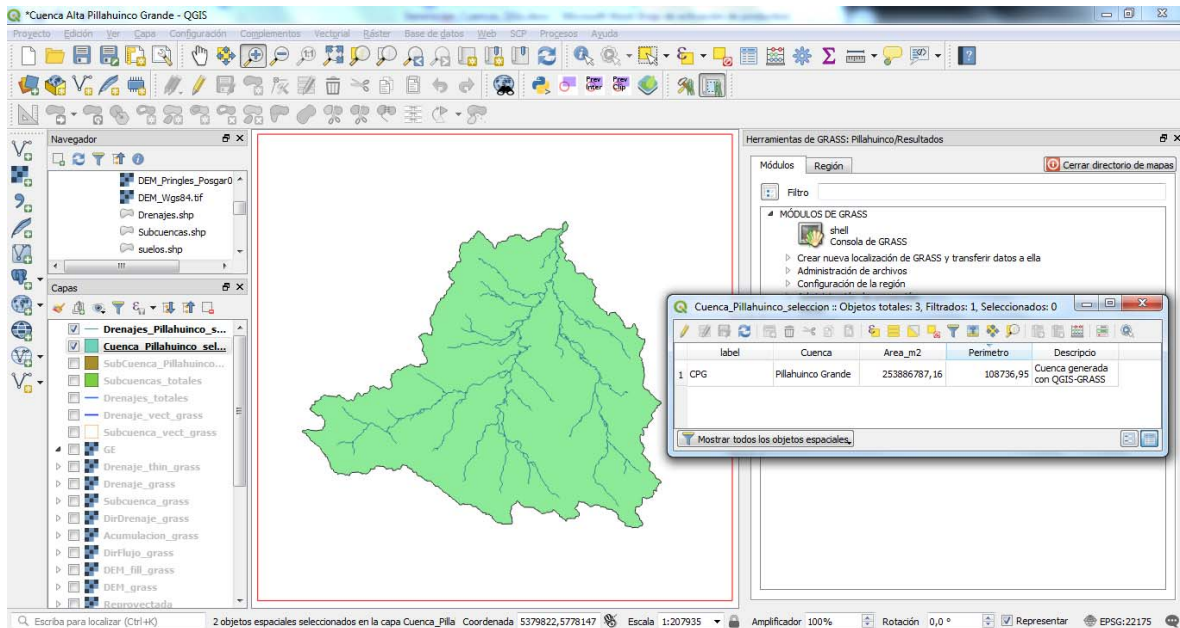 *Cuenca Alta Pillahuinco Grande - QGIS
Proyecto Edición Ver Capa Configuración Complementos Vectorial Ráster Base de datos Web SCP Procesos Ayuda
Navegador
DEM_Pringles_Posgar0
DEM_Wgs84.tif
Drenajes.shp
Subcuencas.shp
suelos.shp
Capas
Drenajes_Pillahuinco_s...
Cuenca_Pillahuinco_sel...
SubCuenca_Pillahuinco...
Subcuencas_totales
Drenajes_totales
Drenaje_vect_grass
Subcuenca_vect_grass
GE
Drenaje_thin_grass
Drenaje_grass
Subcuenca_grass
DirDrenaje_grass
Acumulacion_grass
DirFlujo_grass
DEM_fill_grass
DEM_grass
Reproyectada
Herramientas de GRASS: Pillahuinco/Resultados
Módulos Región Cerrar directorio de mapas
Filtro
MÓDULOS DE GRASS
shell
Consola de GRASS
Crear nueva localización de GRASS y transferir datos a ella
Administración de archivos
Configuración de la región
Cuenca_Pillahuinco_seleccion :: Objetos totales: 3, Filtrados: 1, Seleccionados: 0
label Cuenca Area_m2 Perimetro Descripcio
1 CPG Pillahuinco Grande 253886787,16 108736,95 Cuenca generada con QGIS-GRASS
Mostrar todos los objetos espaciales
Escriba para localizar (Ctrl+K) 2 objetos espaciales seleccionados en la capa Cuenca_Pilla Coordenada 5379822,5778147 Escala 1:207935 Amplificador 100% Rotación 0,0 ° Representar EPSG:22175